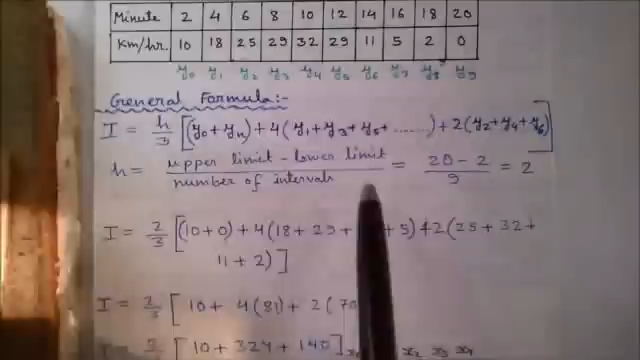 Minute 2 4 6 8 10 12 14 16 18 20
Km/hr. 10 18 25 29 32 29 11 5 2 0
y0 y1 y2 y3 y4 y5 y6 y7 y8 y9
General Formula:-
I = h/3 [(y0+yn)+4(y1+y3+y5+......)+2(y2+y4+y6)]
h = upper limit - lower limit / number of intervals = 20-2 / 9 = 2
I = 2/3 [(10+0)+4(18+29+ +5)+2(25+32+
11+2)]
I = 2/3 [10+ 4(81)+2(70
I = 2/3 [10+324+140] x3 x4